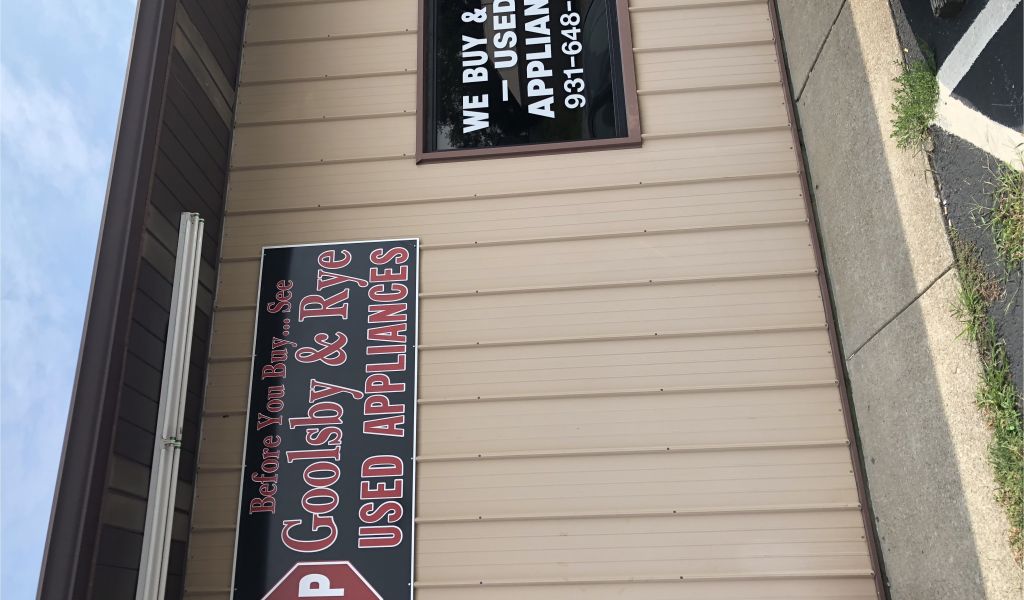 Before You Buy... See
Goolsby & Rye
USED APPLIANCES
P
WE BUY &
– USED
APPLIAN
931-648-